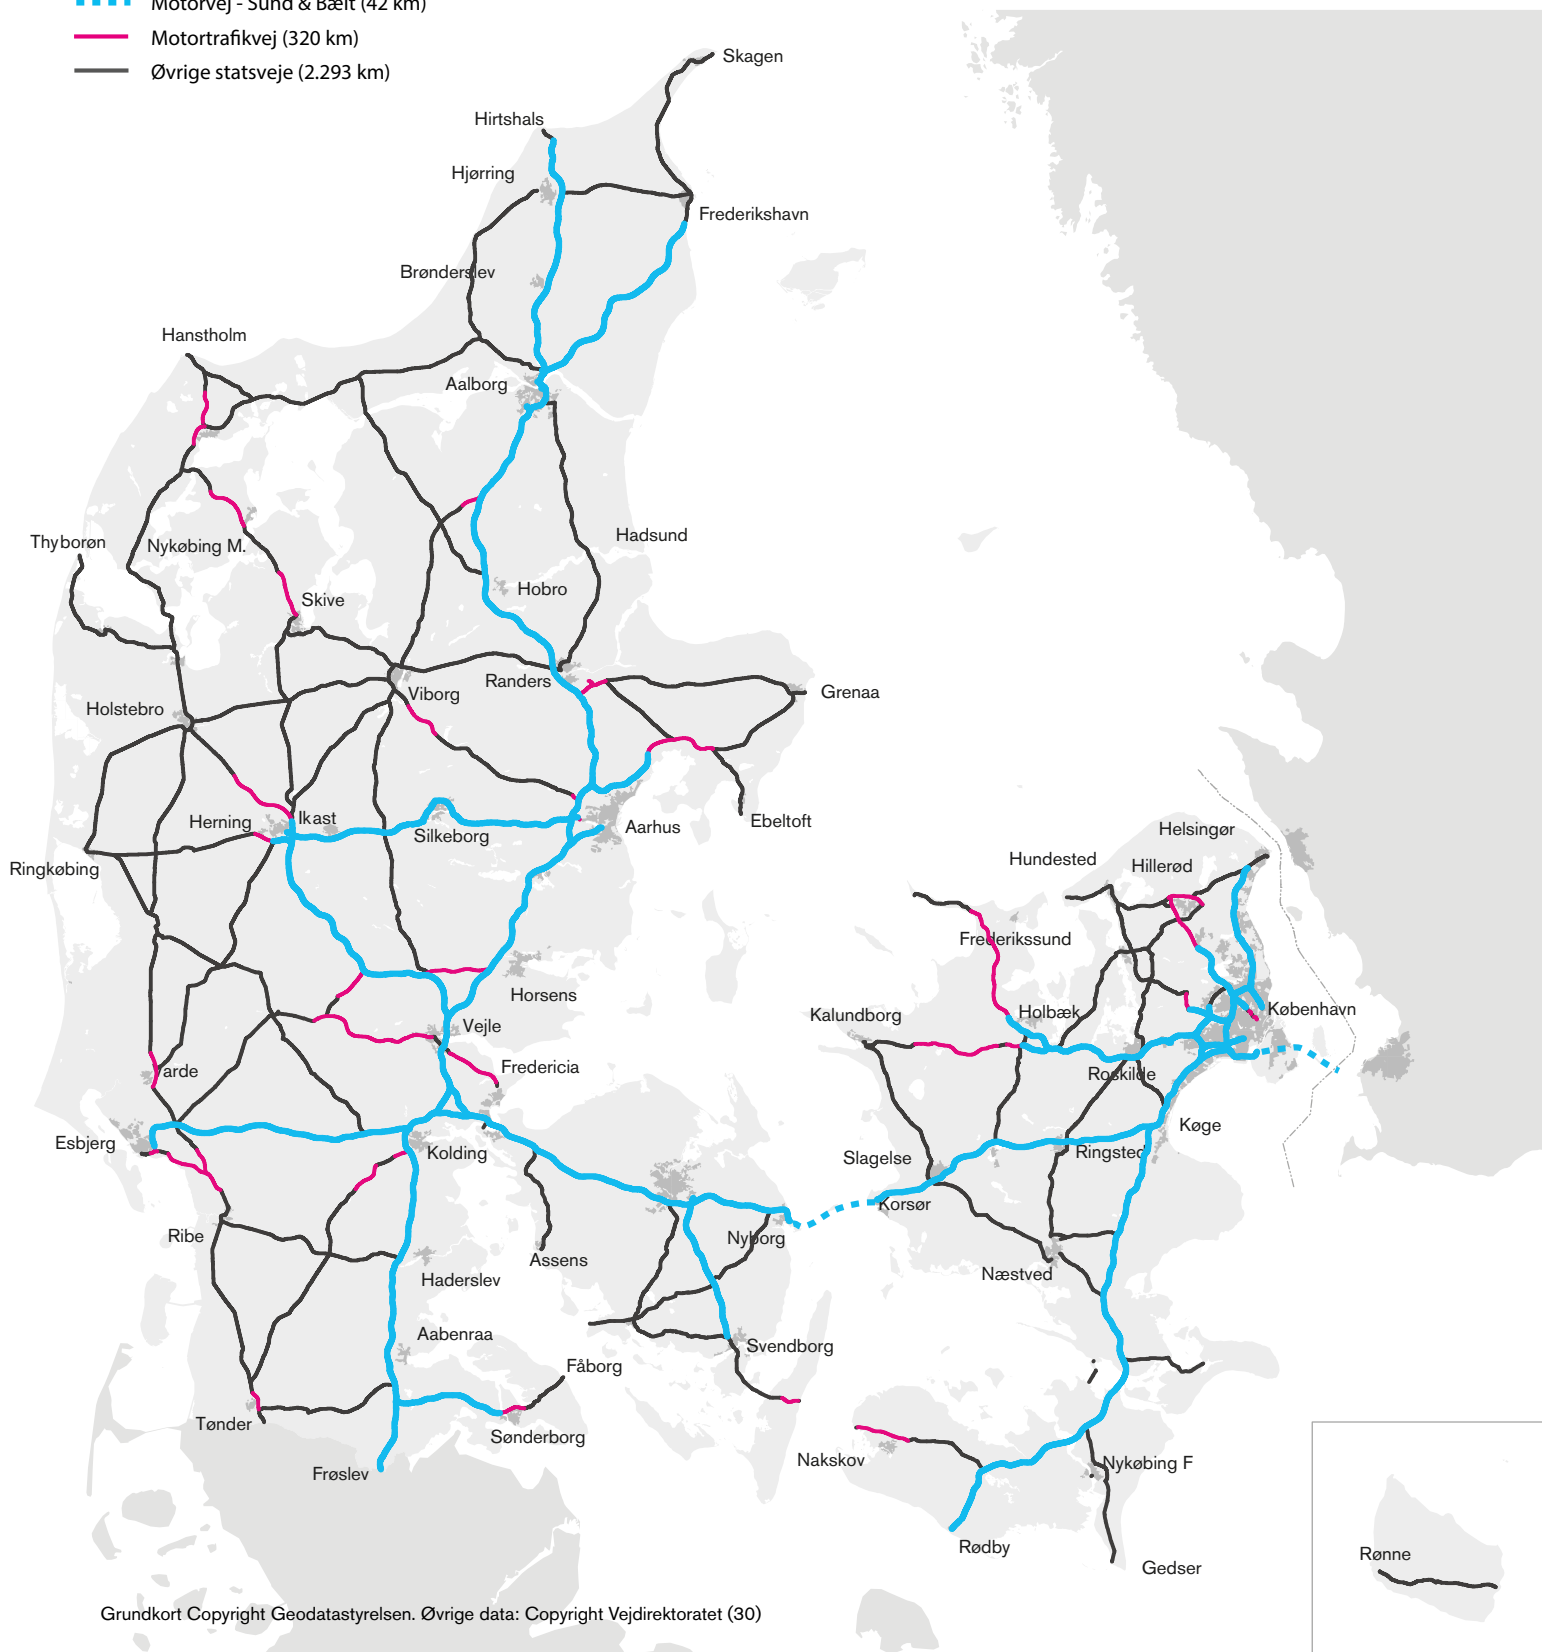 Motorvej - Sund & Bælt (42 km)
Motortrafikvej (320 km)
Øvrige statsveje (2.293 km)
Skagen
Hirtshals
Hjørring
Frederikshavn
Brønderslev
Hanstholm
Aalborg
Hadsund
Thyborøn
Nykøbing M.
Hobro
Skive
Randers
Grenaa
Viborg
Holstebro
Ikast
Herning
Ebeltoft
Aarhus
Silkeborg
Helsingør
Hundested
Hillerød
Ringkøbing
Frederikssund
Horsens
København
Holbæk
Kalundborg
Vejle
Fredericia
arde
Roskilde
Køge
Esbjerg
Kolding
Ringsted
Slagelse
Korsør
Ribe
Nyborg
Assens
Næstved
Haderslev
Aabenraa
Svendborg
Fåborg
Tønder
Sønderborg
Nakskov
Nykøbing F
Frøslev
Rødby
Rønne
Gedser
Grundkort Copyright Geodatastyrelsen. Øvrige data: Copyright Vejdirektoratet (30)